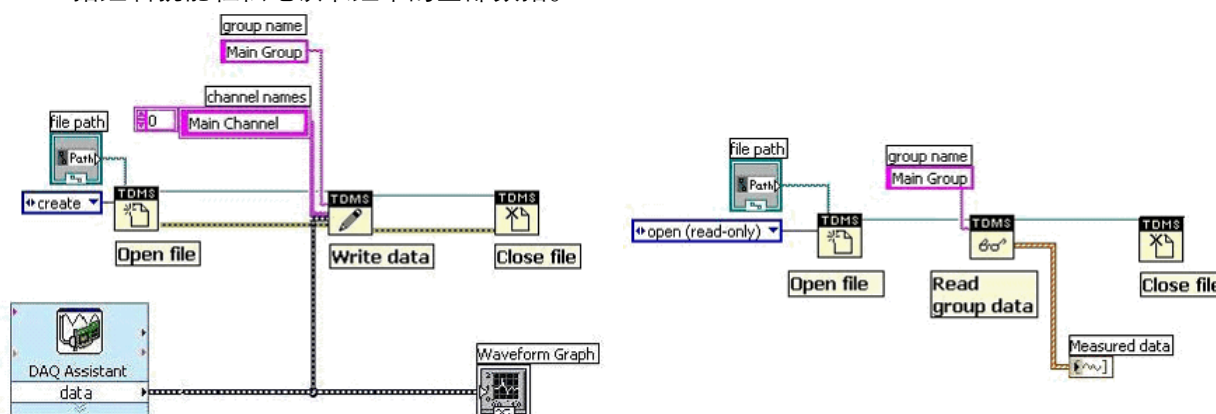 group name
Main Group
channel names
0
Main Channel
file path
Path
create
TDMS
TDMS
TDMS
Open file
Write data
Close file
DAQ Assistant
data
Waveform Graph
file path
Path
group name
Main Group
open (read-only)
TDMS
TDMS
TDMS
Open file
Read
group data
Close file
Measured data